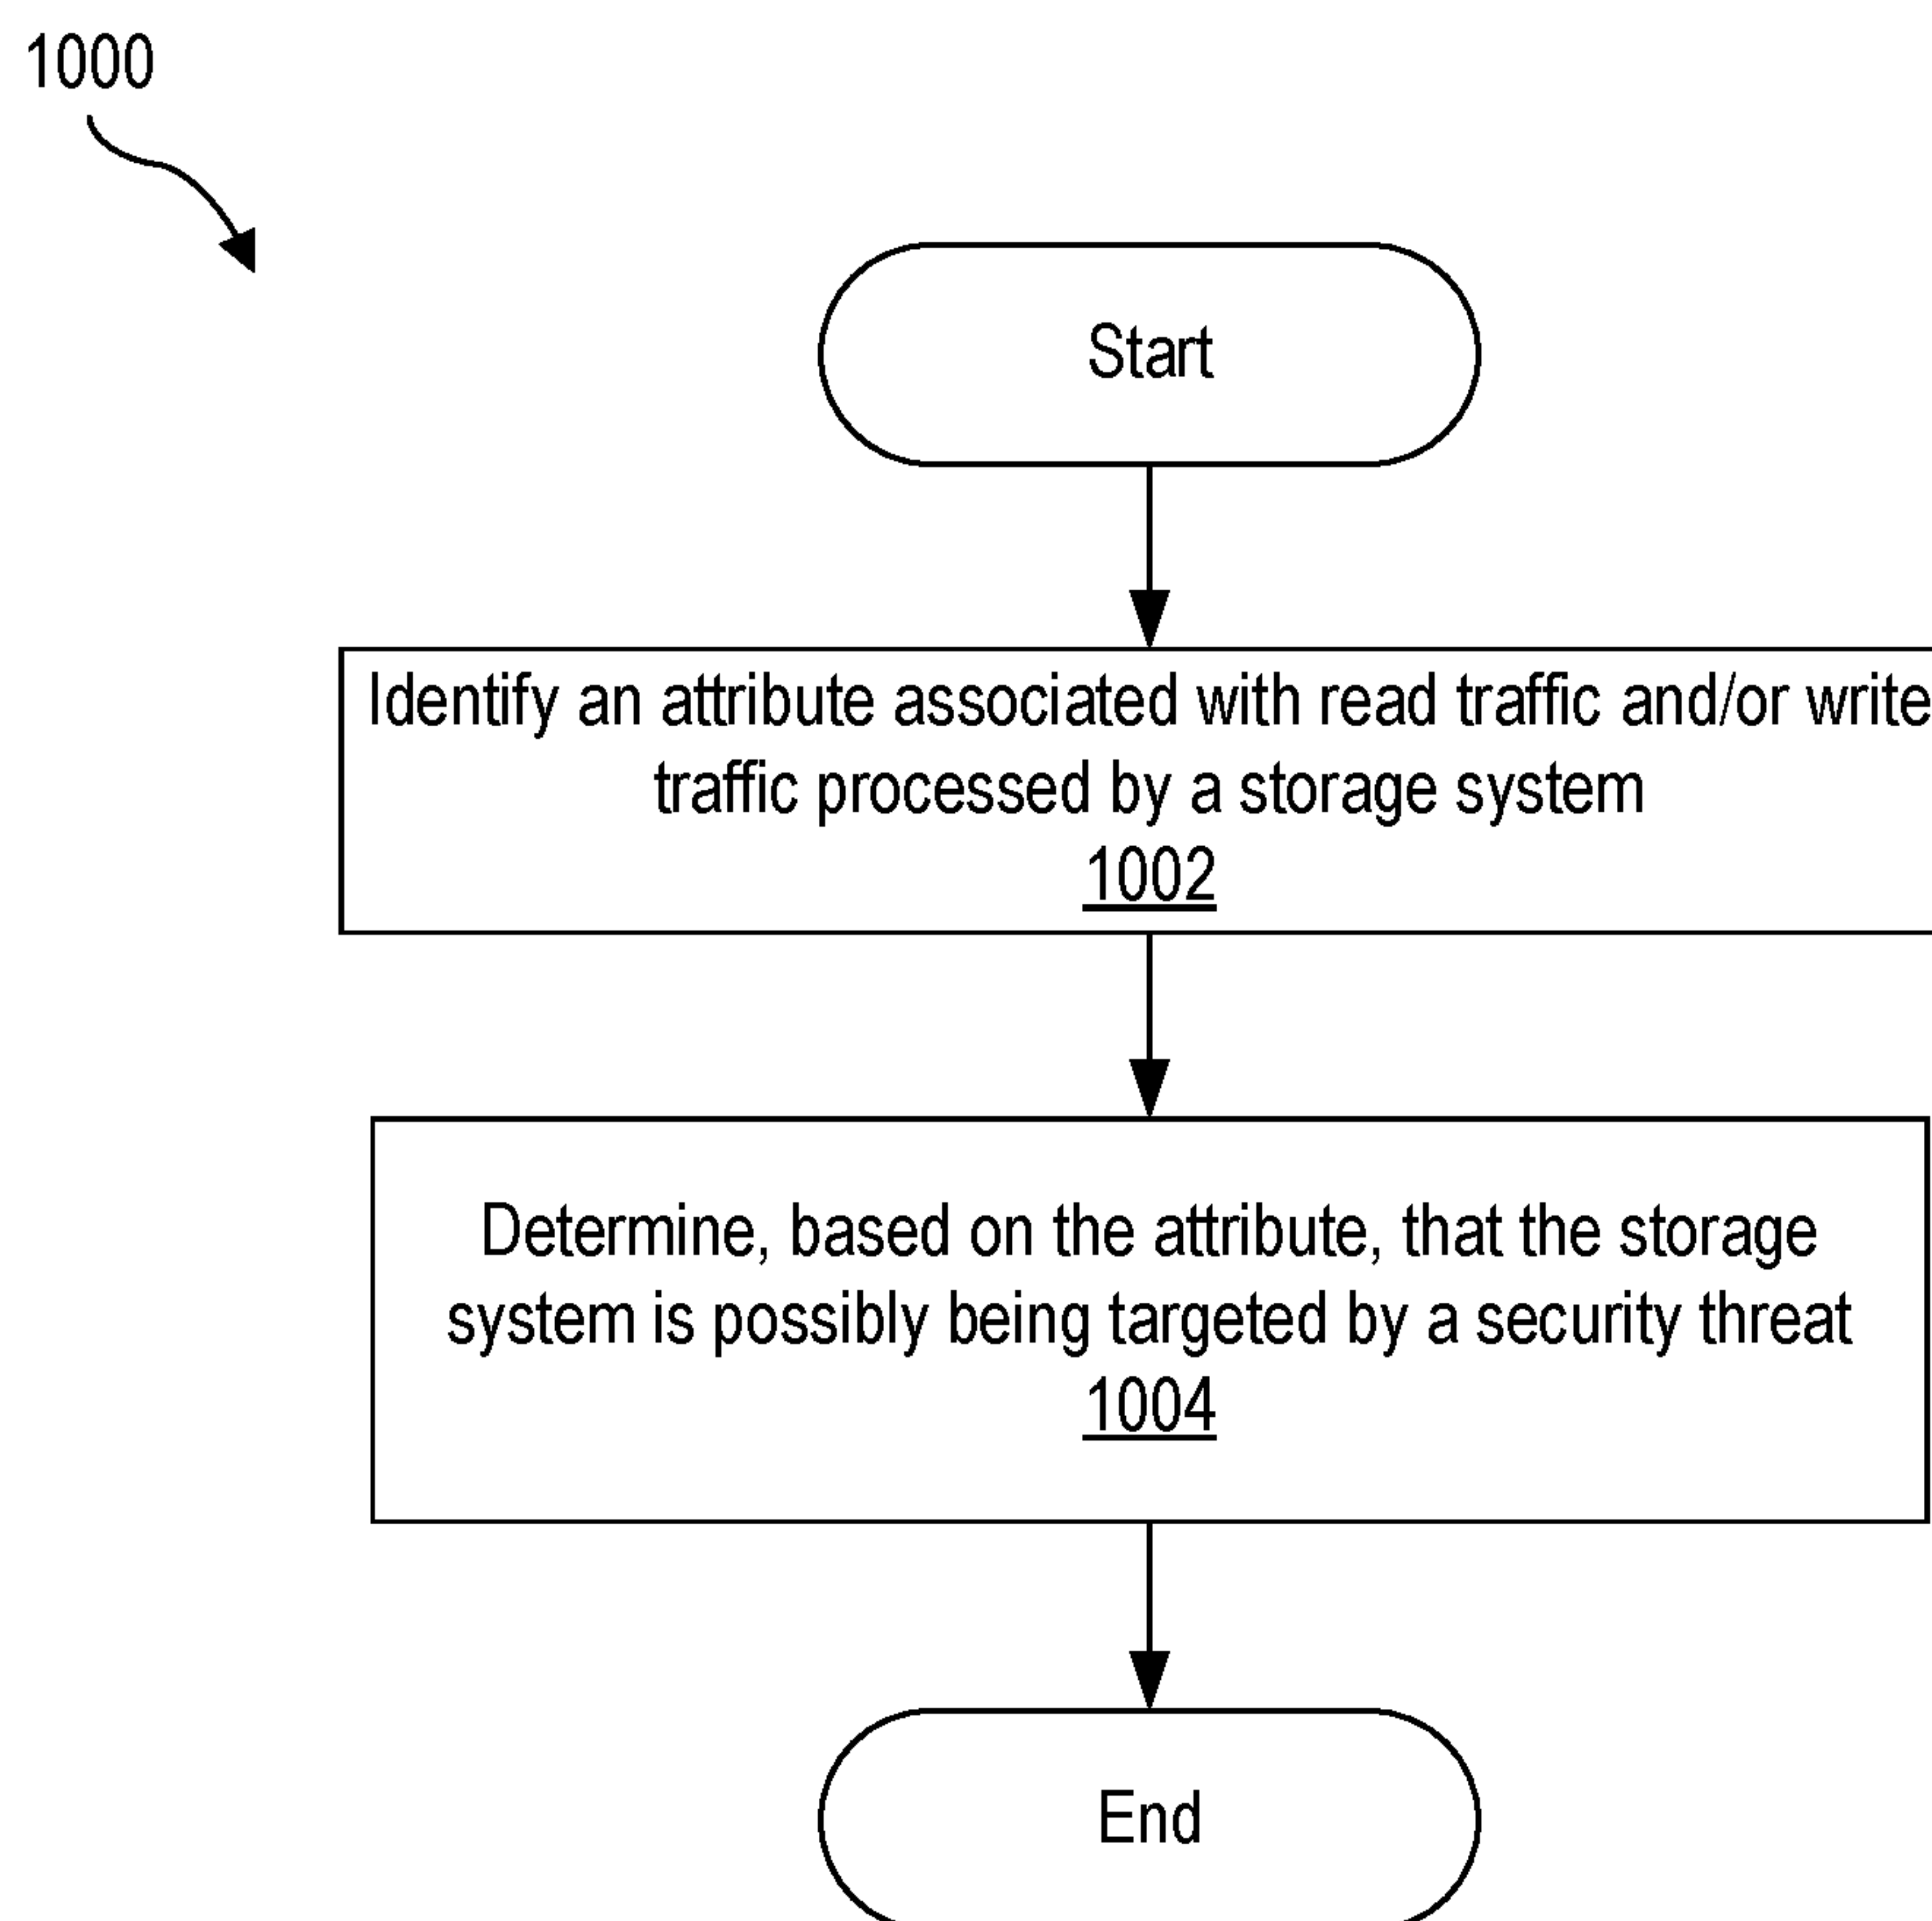 1000
Start
Identify an attribute associated with read traffic and/or write
traffic processed by a storage system
1002
Determine, based on the attribute, that the storage
system is possibly being targeted by a security threat
1004
End